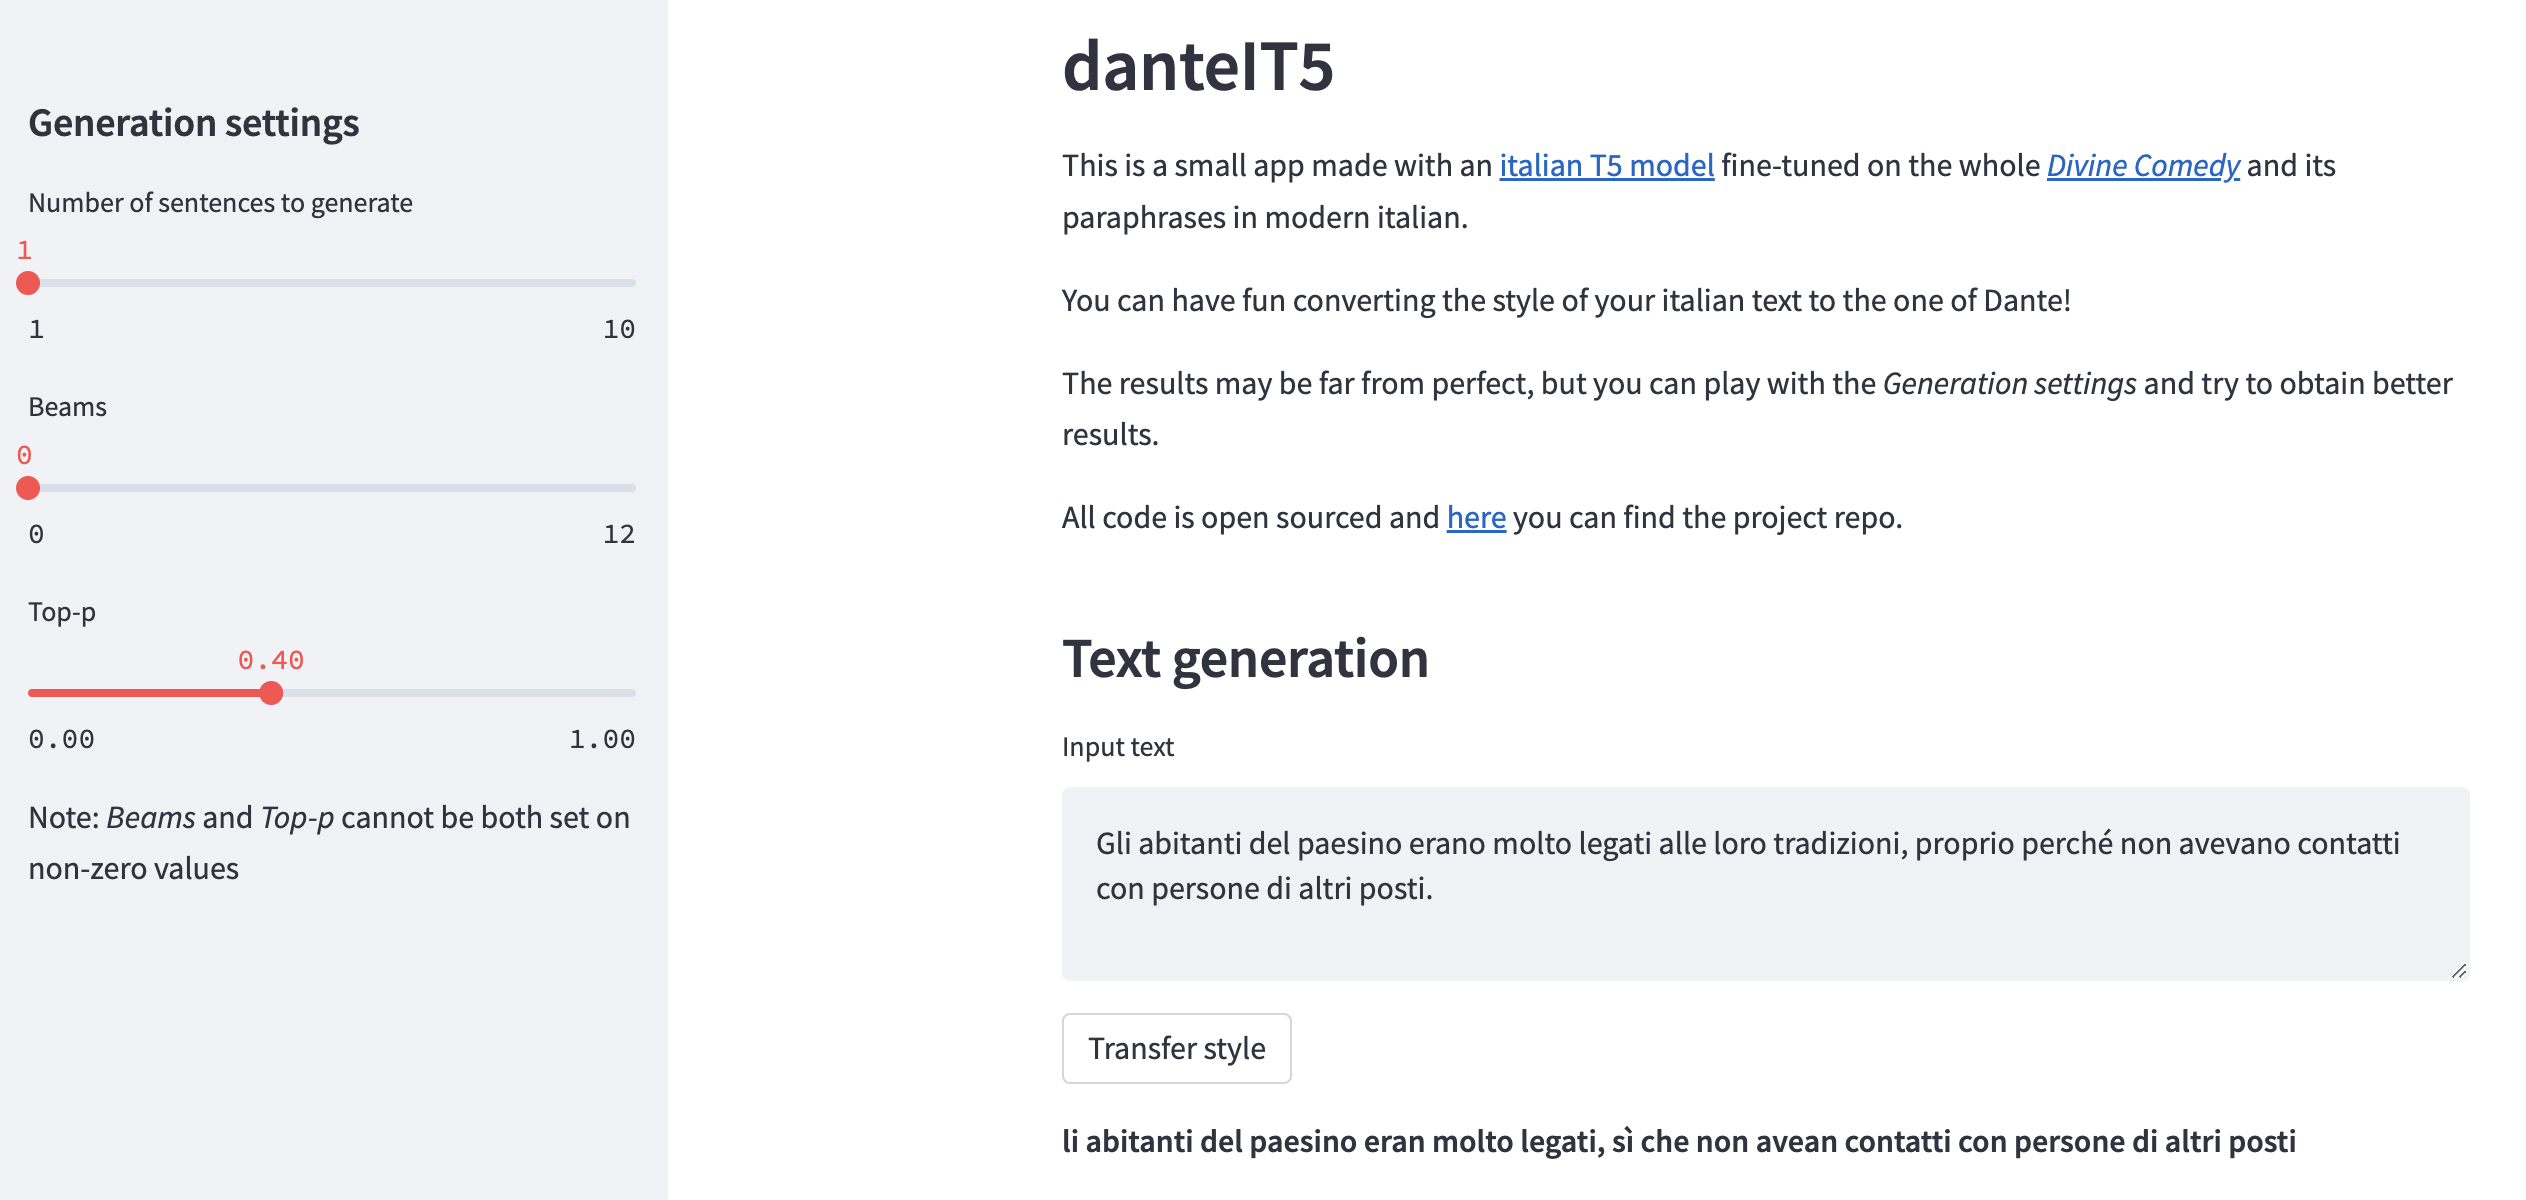 Generation settings
Number of sentences to generate
1
1 10
Beams
0
0 12
Top-p
0.40
0.00 1.00
Note: Beams and Top-p cannot be both set on
non-zero values
danteIT5
This is a small app made with an italian T5 model fine-tuned on the whole Divine Comedy and its
paraphrases in modern italian.
You can have fun converting the style of your italian text to the one of Dante!
The results may be far from perfect, but you can play with the Generation settings and try to obtain better
results.
All code is open sourced and here you can find the project repo.
Text generation
Input text
Gli abitanti del paesino erano molto legati alle loro tradizioni, proprio perché non avevano contatti
con persone di altri posti.
Transfer style
li abitanti del paesino eran molto legati, sì che non avean contatti con persone di altri posti